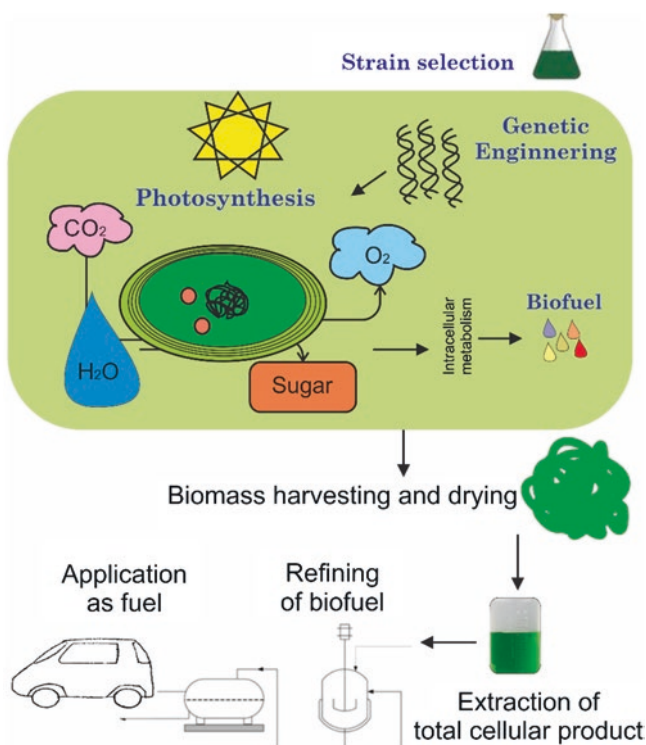 Strain selection
Genetic
Enginnering
Photosynthesis
CO₂
O₂
H₂O
Sugar
Intracellular
metabolism
Biofuel
Biomass harvesting and drying
Application
as fuel
Refining
of biofuel
Extraction of
total cellular product